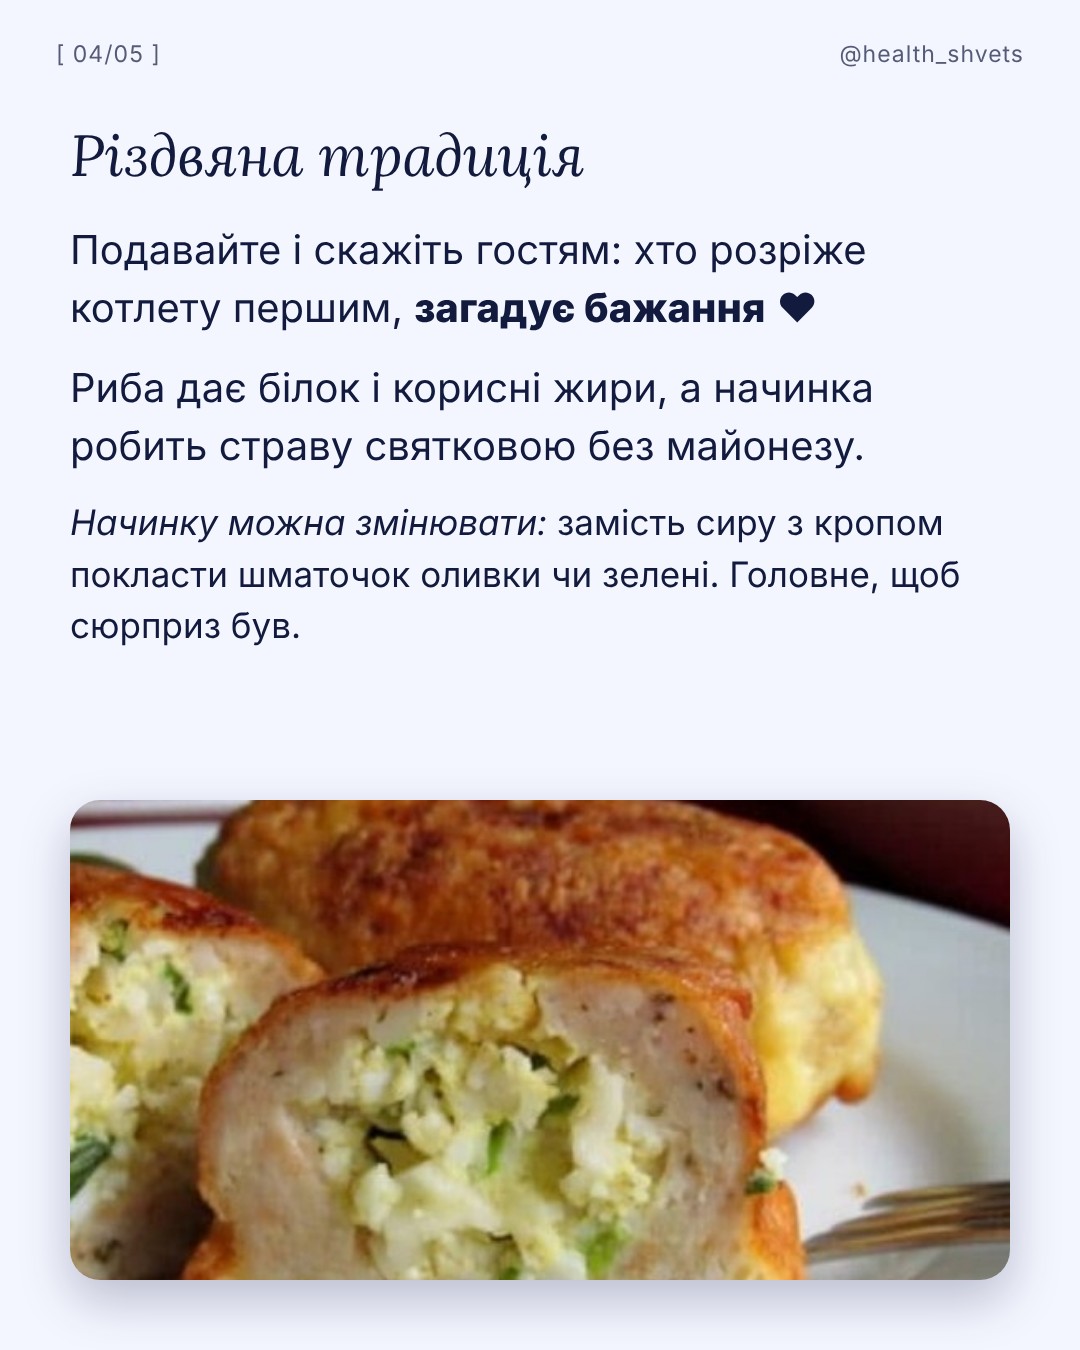 [ 04/05 ]
@health_shvets
Різдвяна традиція
Подавайте і скажіть гостям: хто розріже
котлету першим, загадує бажання ♥
Риба дає білок і корисні жири, а начинка
робить страву святковою без майонезу.
Начинку можна змінювати: замість сиру з кропом
покласти шматочок оливки чи зелені. Головне, щоб
сюрприз був.